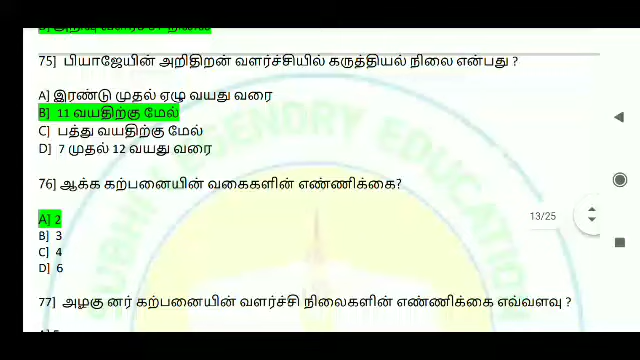 75] பியாஜேயின் அறிதிறன் வளர்ச்சியில் கருத்தியல் நிலை என்பது ?
A] இரண்டு முதல் ஏழு வயது வரை
B] 11 வயதிற்கு மேல்
C] பத்து வயதிற்கு மேல்
D] 7 முதல் 12 வயது வரை
76] ஆக்க கற்பனையின் வகைகளின் எண்ணிக்கை?
A] 2
B] 3
C] 4
D] 6
13/25
77] அழகு னர் கற்பனையின் வளர்ச்சி நிலைகளின் எண்ணிக்கை எவ்வளவு ?
LEGENDRY EDUCATION